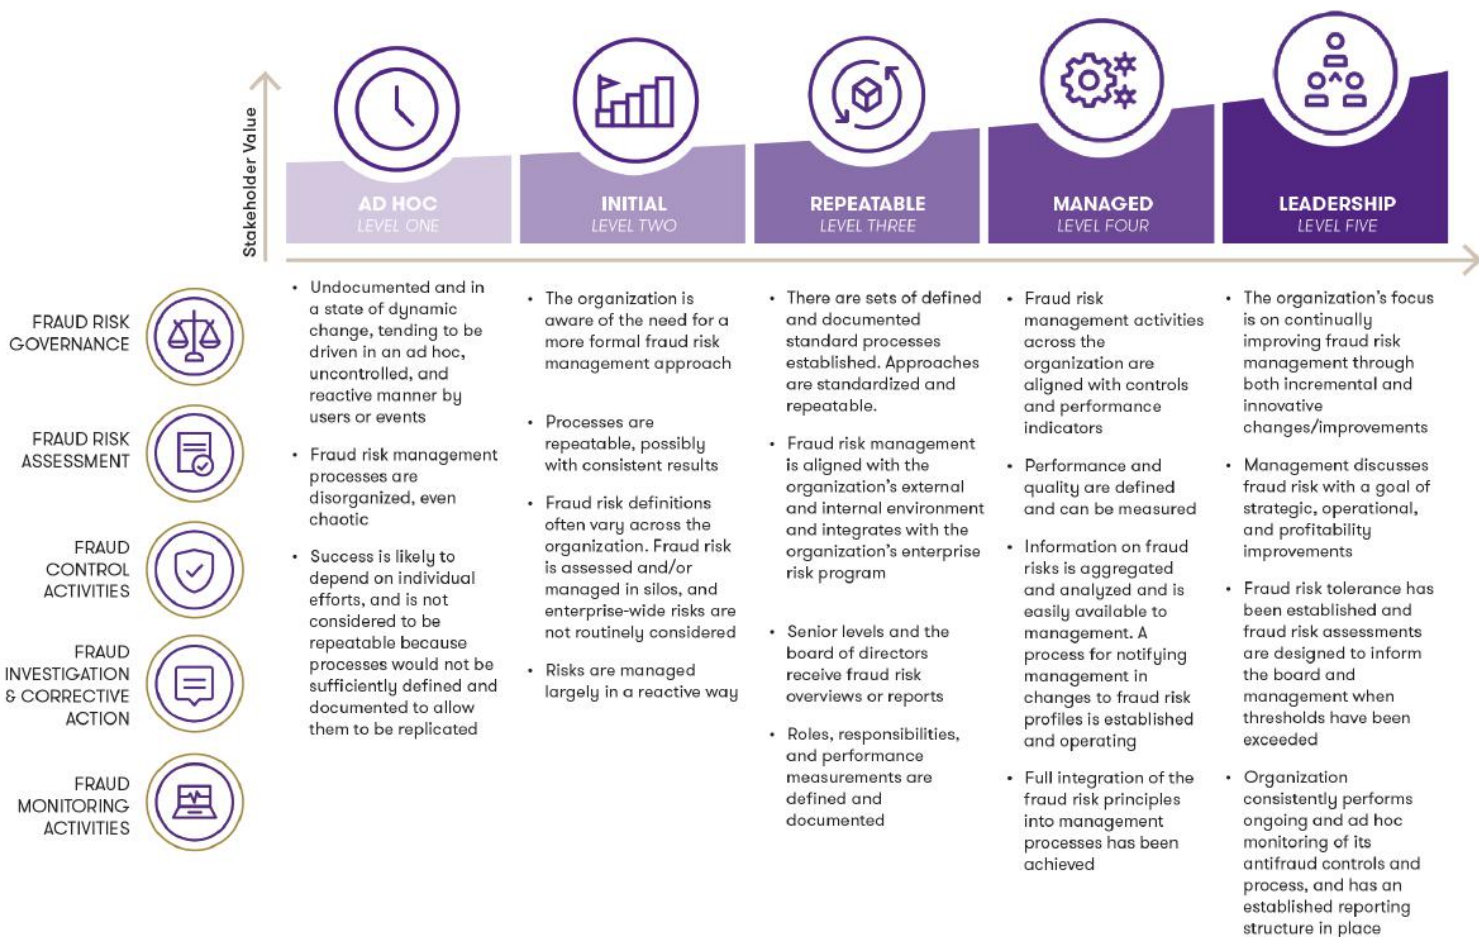 Stakeholder Value
AD HOC
LEVEL ONE
INITIAL
LEVEL TWO
REPEATABLE
LEVEL THREE
MANAGED
LEVEL FOUR
LEADERSHIP
LEVEL FIVE
FRAUD RISK
GOVERNANCE
FRAUD RISK
ASSESSMENT
FRAUD
CONTROL
ACTIVITIES
FRAUD
INVESTIGATION
& CORRECTIVE
ACTION
FRAUD
MONITORING
ACTIVITIES
• Undocumented and in
a state of dynamic
change, tending to be
driven in an ad hoc,
uncontrolled, and
reactive manner by
users or events
• Fraud risk management
processes are
disorganized, even
chaotic
• Success is likely to
depend on individual
efforts, and is not
considered to be
repeatable because
processes would not be
sufficiently defined and
documented to allow
them to be replicated
• The organization is
aware of the need for a
more formal fraud risk
management approach
• Processes are
repeatable, possibly
with consistent results
• Fraud risk definitions
often vary across the
organization. Fraud risk
is assessed and/or
managed in silos, and
enterprise-wide risks are
not routinely considered
• Risks are managed
largely in a reactive way
• There are sets of defined
and documented
standard processes
established. Approaches
are standardized and
repeatable.
• Fraud risk management
is aligned with the
organization's external
and internal environment
and integrates with the
organization's enterprise
risk program
• Senior levels and the
board of directors
receive fraud risk
overviews or reports
• Roles, responsibilities,
and performance
measurements are
defined and
documented
• Fraud risk
management activities
across the
organization are
aligned with controls
and performance
indicators
• Performance and
quality are defined
and can be measured
• Information on fraud
risks is aggregated
and analyzed and is
easily available to
management. A
process for notifying
management in
changes to fraud risk
profiles is established
and operating
• Full integration of the
fraud risk principles
into management
processes has been
achieved
• The organization's focus
is on continually
improving fraud risk
management through
both incremental and
innovative
changes/improvements
• Management discusses
fraud risk with a goal of
strategic, operational,
and profitability
improvements
• Fraud risk tolerance has
been established and
fraud risk assessments
are designed to inform
the board and
management when
thresholds have been
exceeded
• Organization
consistently performs
ongoing and ad hoc
monitoring of its
antifraud controls and
process, and has an
established reporting
structure in place